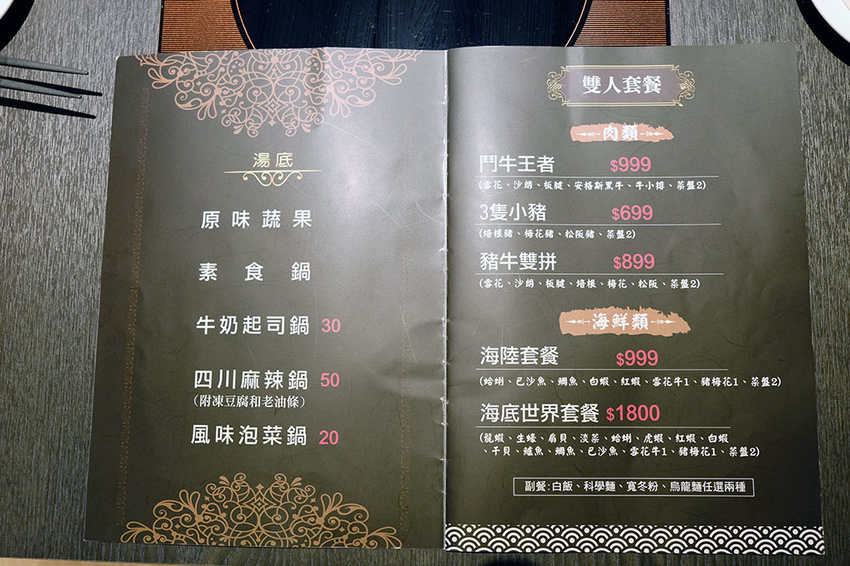 湯底
原味蔬果
素食鍋
牛奶起司鍋 30
四川麻辣鍋 50
（附凍豆腐和老油條）
風味泡菜鍋 20
雙人套餐
肉類
鬥牛王者 $999
(雪花、沙朗、板腱、安格斯黑牛、牛小排、菜盤2)
3隻小豬 $699
(培根豬、梅花豬、松阪豬、菜盤2)
豬牛雙拼 $899
(雪花、沙朗、板腱、培根、梅花、松阪、菜盤2)
海鮮類
海陸套餐 $999
(蛤蜊、巴沙魚、鯛魚、白蝦、紅蝦、雪花牛1、豬梅花1、菜盤2)
海底世界套餐 $1800
(龍蝦、生蠔、扇貝、淡菜、蛤蜊、虎蝦、紅蝦、白蝦
、干貝、鱸魚、鯛魚、巴沙魚、雪花牛1、豬梅花1、菜盤2)
副餐:白飯、科學麵、寬冬粉、烏龍麵任選兩種